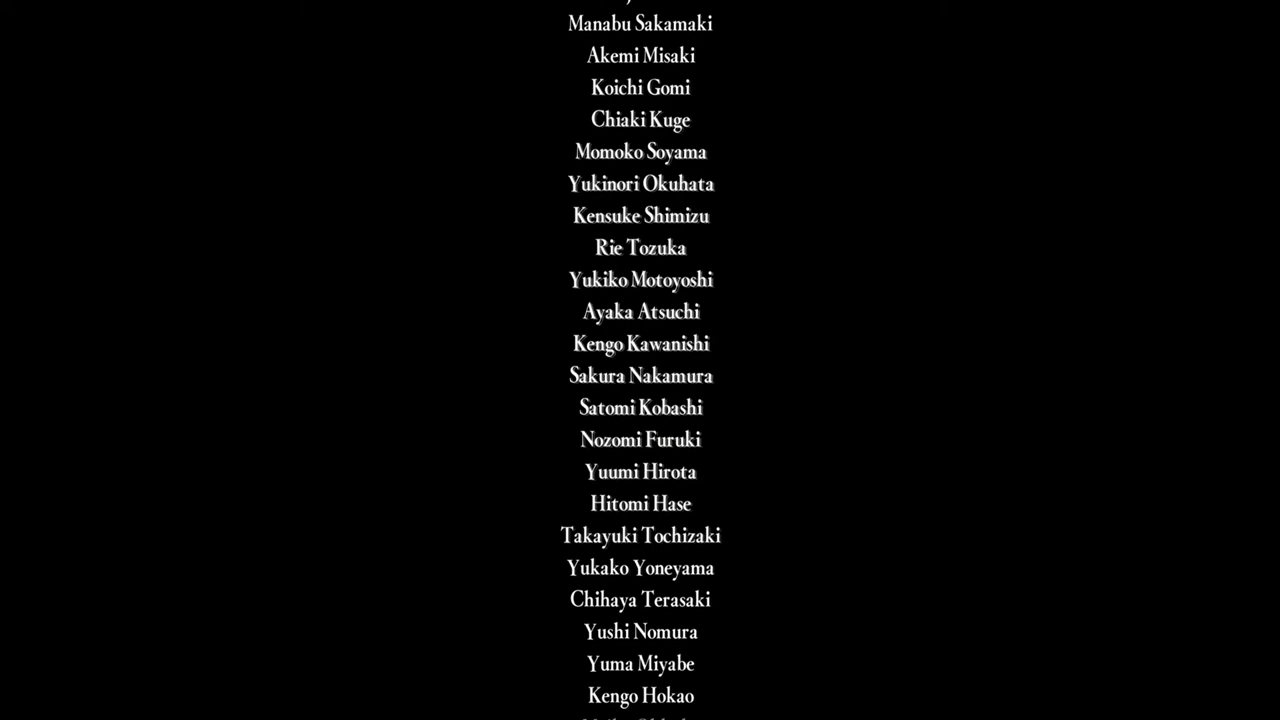 Manabu Sakamaki
Akemi Misaki
Koichi Gomi
Chiaki Kuge
Momoko Soyama
Yukinori Okuhata
Kensuke Shimizu
Rie Tozuka
Yukiko Motoyoshi
Ayaka Atsuchi
Kengo Kawanishi
Sakura Nakamura
Satomi Kobashi
Nozomi Furuki
Yuumi Hirota
Hitomi Hase
Takayuki Tochizaki
Yukako Yoneyama
Chihaya Terasaki
Yushi Nomura
Yuma Miyabe
Kengo Hokao